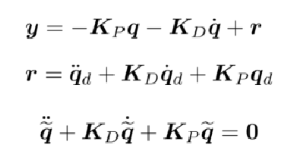 y = −K_P q − K_D q̇ + r
r = q̈_d + K_D q̇_d + K_P q_d
q̃̈ + K_D q̃̇ + K_P q̃ = 0